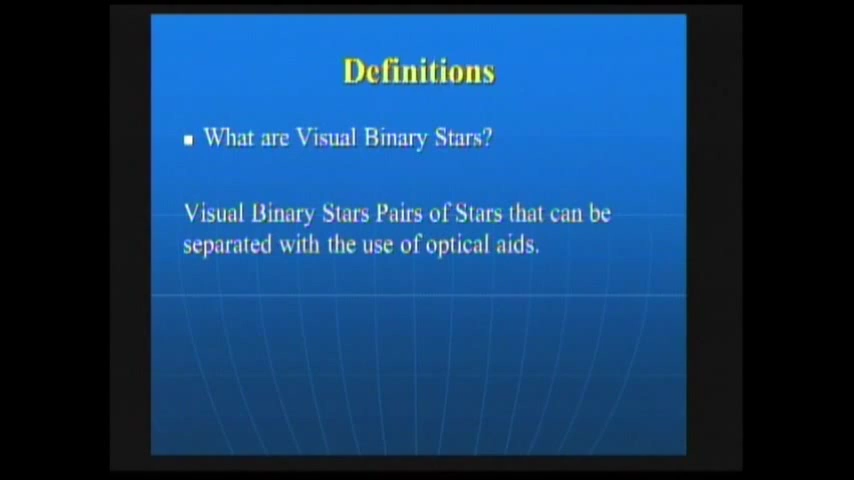 Definitions
What are Visual Binary Stars?
Visual Binary Stars Pairs of Stars that can be
separated with the use of optical aids.